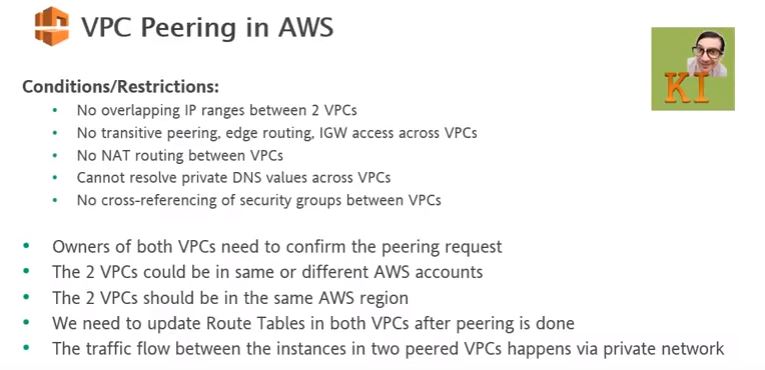 VPC Peering in AWS
KI
Conditions/Restrictions:
• No overlapping IP ranges between 2 VPCs
• No transitive peering, edge routing, IGW access across VPCs
• No NAT routing between VPCs
• Cannot resolve private DNS values across VPCs
• No cross-referencing of security groups between VPCs
• Owners of both VPCs need to confirm the peering request
• The 2 VPCs could be in same or different AWS accounts
• The 2 VPCs should be in the same AWS region
• We need to update Route Tables in both VPCs after peering is done
• The traffic flow between the instances in two peered VPCs happens via private network